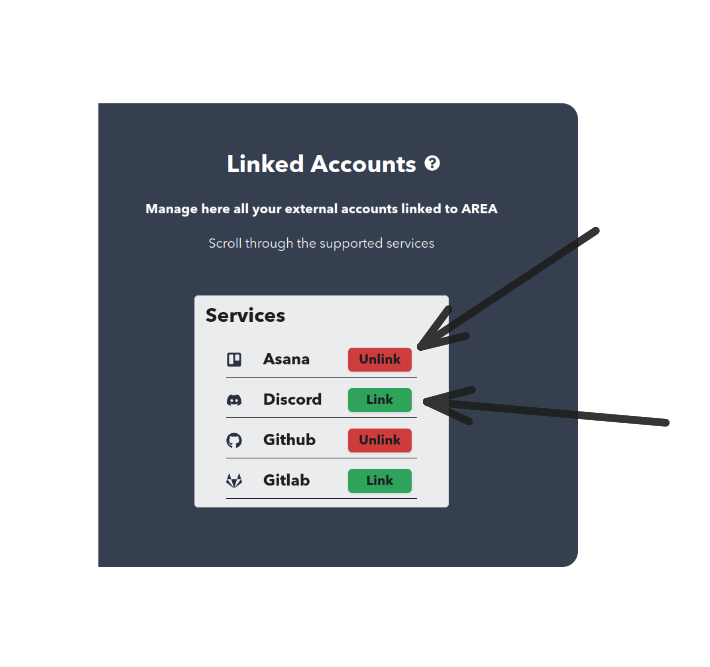 Linked Accounts ?
Manage here all your external accounts linked to AREA
Scroll through the supported services
Services
Asana Unlink
Discord Link
Github Unlink
Gitlab Link